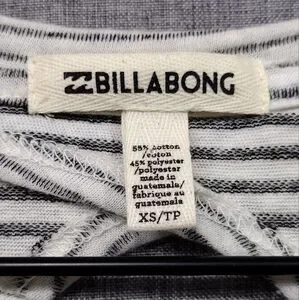 BILLABONG
55% cotton
/coton
45% polyester
/polyester
made in
guatemala/
fabriqué au
guatemala
XS/TP